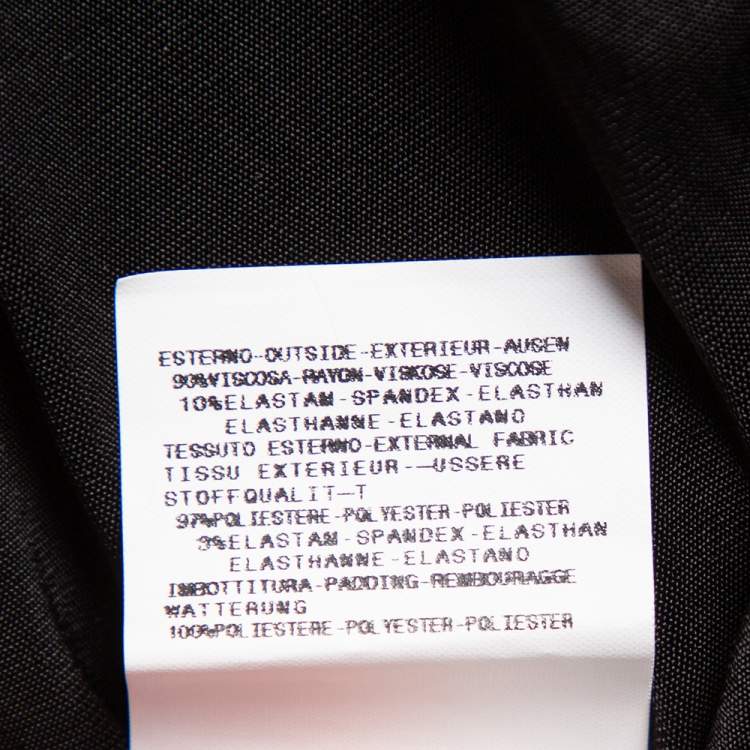 ESTERNO-OUTSIDE-EXTERIEUR-AUSEN
90%VISCOSA-RAYON-VISKOSE-VISCOSE
10%ELASTAM-SPANDEX-ELASTHAN
ELASTHANNE-ELASTANO
TESSUTO ESTERNO-EXTERNAL FABRIC
TISSU EXTERIEUR-—USSERE
STOFFQUALIT—T
97%POLIESTERE-POLYESTER-POLIESTER
3%ELASTAM-SPANDEX-ELASTHAN
ELASTHANNE-ELASTANO
IMBOTTITURA-PADDING-REMBOURAGGE
WATTERUNG
100%POLIESTERE-POLYESTER-POLIESTER